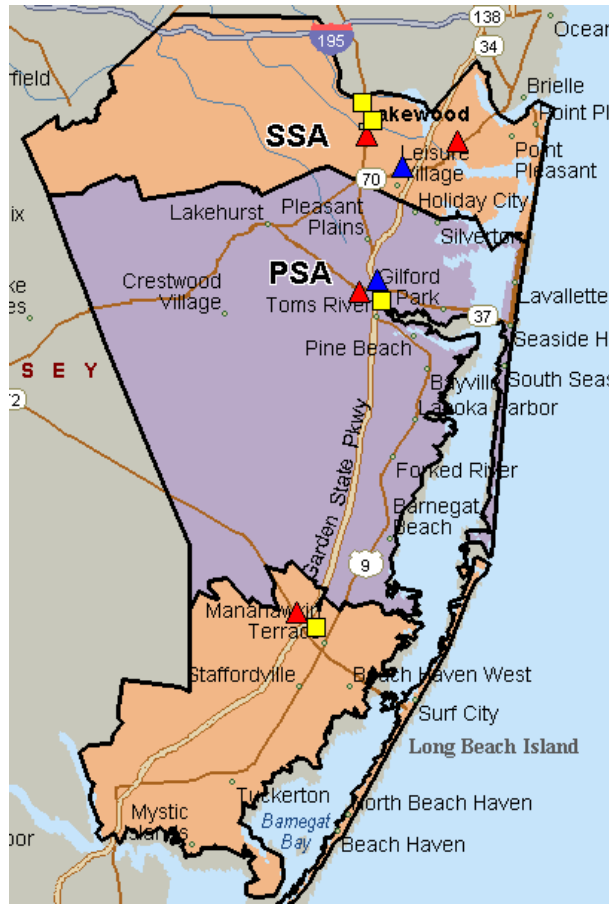 138
Ocean
195
34
rfield
Brielle
akewood
Point Pl
SSA
Leisure
Village
Point
Pleasant
70
Holiday City
Pleasant
Plains
Lakehurst
Silverton
ix
PSA
Gilford
Park
Crestwood
Village
Toms River
ke
es
Lavallette
37
Pine Beach
Seaside H
S E Y
Bayville
South Seas
72
Lanoka Harbor
Garden State Pkwy
Forked River
Barnegat
Beach
9
Manahawkin
Terrace
Staffordville
Beach Haven West
Surf City
Long Beach Island
Tuckerton
North Beach Haven
Mystic
Islands
Barnegat
Bay
Beach Haven
bor